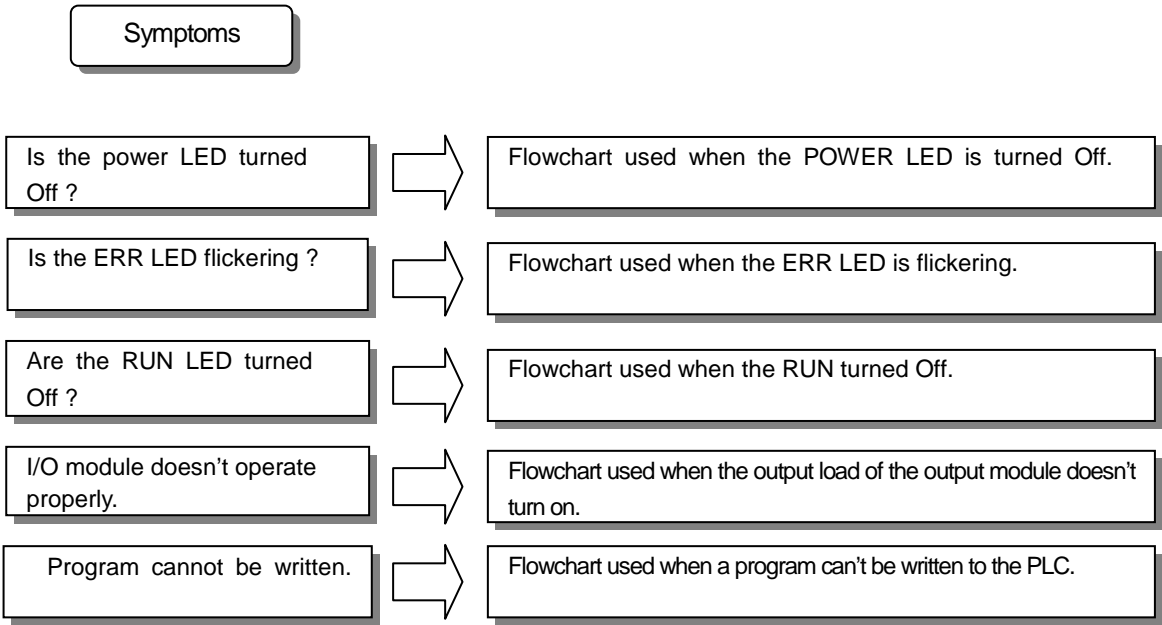 Symptoms
Is the power LED turned
Off ?
Flowchart used when the POWER LED is turned Off.
Is the ERR LED flickering ?
Flowchart used when the ERR LED is flickering.
Are the RUN LED turned
Off ?
Flowchart used when the RUN turned Off.
I/O module doesn't operate
properly.
Flowchart used when the output load of the output module doesn't
turn on.
Program cannot be written.
Flowchart used when a program can't be written to the PLC.